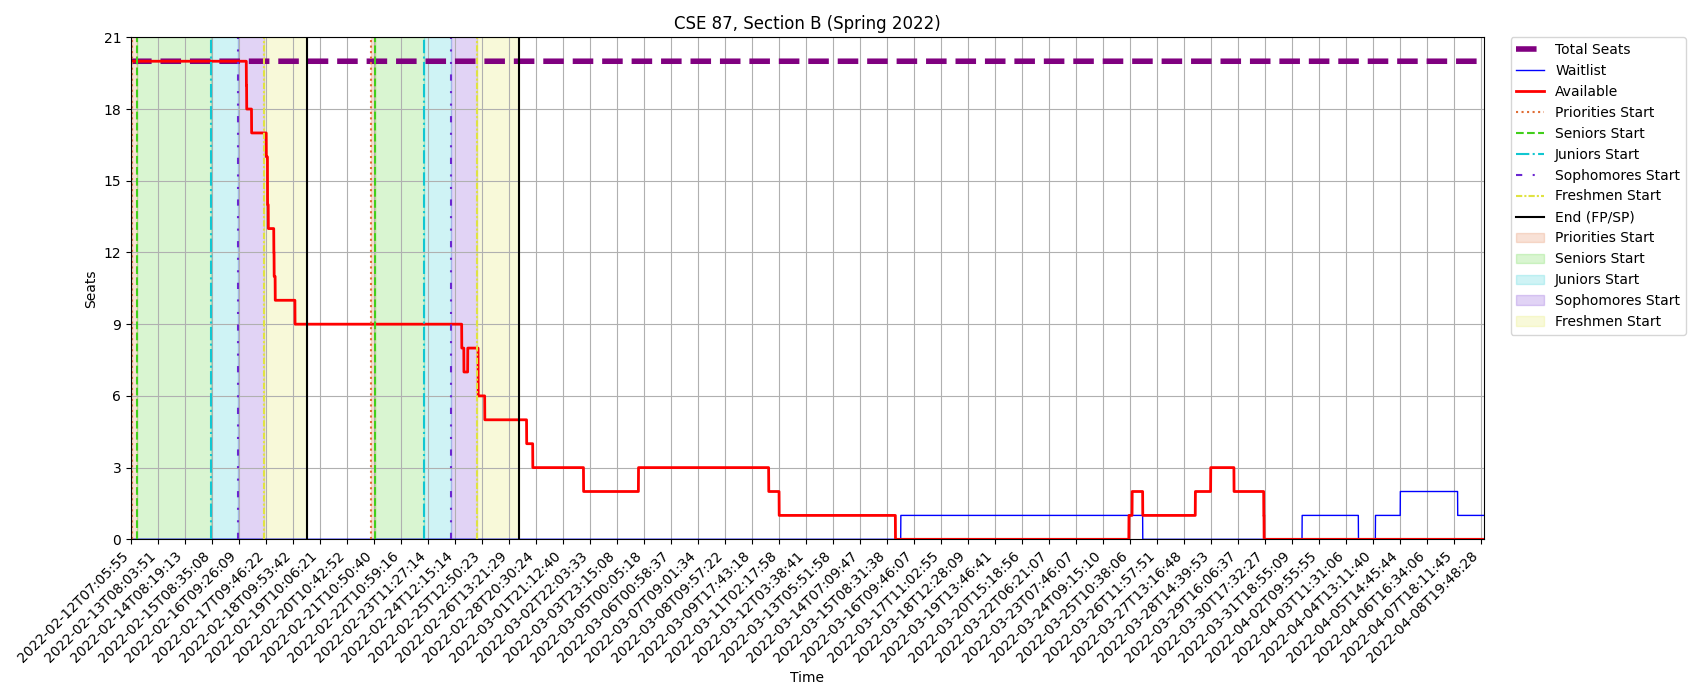 CSE 87, Section B (Spring 2022)
21
18
15
12
9
6
3
0
Seats
2022-02-12T07:05:55
2022-02-13T08:03:51
2022-02-14T08:19:13
2022-02-15T08:35:08
2022-02-16T09:26:09
2022-02-17T09:46:22
2022-02-18T09:53:42
2022-02-19T10:06:21
2022-02-20T10:42:52
2022-02-21T10:50:40
2022-02-22T10:59:16
2022-02-23T11:27:14
2022-02-24T12:15:14
2022-02-25T12:50:23
2022-02-26T13:21:29
2022-02-28T20:30:24
2022-03-01T21:12:40
2022-03-02T22:03:33
2022-03-03T23:15:08
2022-03-05T00:05:18
2022-03-06T00:58:37
2022-03-07T09:01:34
2022-03-08T09:57:22
2022-03-09T17:43:18
2022-03-11T02:17:58
2022-03-12T03:38:41
2022-03-13T05:51:58
2022-03-14T07:09:47
2022-03-15T08:31:38
2022-03-16T09:46:07
2022-03-17T11:02:55
2022-03-18T12:28:09
2022-03-19T13:46:41
2022-03-20T15:18:56
2022-03-22T06:21:07
2022-03-23T07:46:07
2022-03-24T09:15:10
2022-03-25T10:38:06
2022-03-26T11:57:51
2022-03-27T13:16:48
2022-03-28T14:39:53
2022-03-29T16:06:37
2022-03-30T17:32:27
2022-03-31T18:55:09
2022-04-02T09:55:55
2022-04-03T11:31:06
2022-04-04T13:11:40
2022-04-05T14:45:44
2022-04-06T16:34:06
2022-04-07T18:11:45
2022-04-08T19:48:28
Time
Total Seats
Waitlist
Available
Priorities Start
Seniors Start
Juniors Start
Sophomores Start
Freshmen Start
End (FP/SP)
Priorities Start
Seniors Start
Juniors Start
Sophomores Start
Freshmen Start